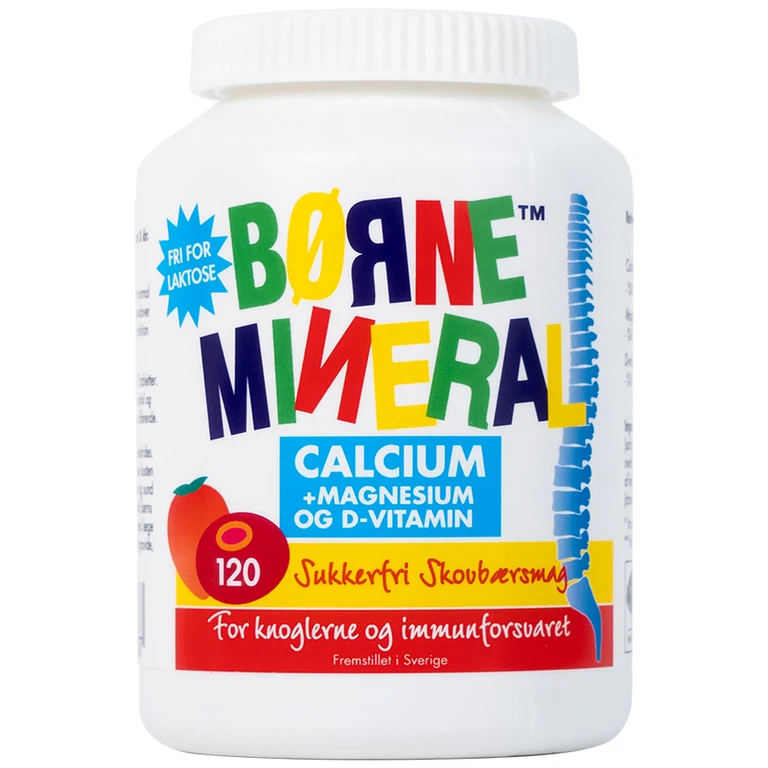 BØRNE™
MINERAL
FRI FOR
LAKTOSE
CALCIUM
+MAGNESIUM
OG D-VITAMIN
120
Sukkerfri Skovbærsmag
For knoglerne og immunforsvaret
Fremstillet i Sverige